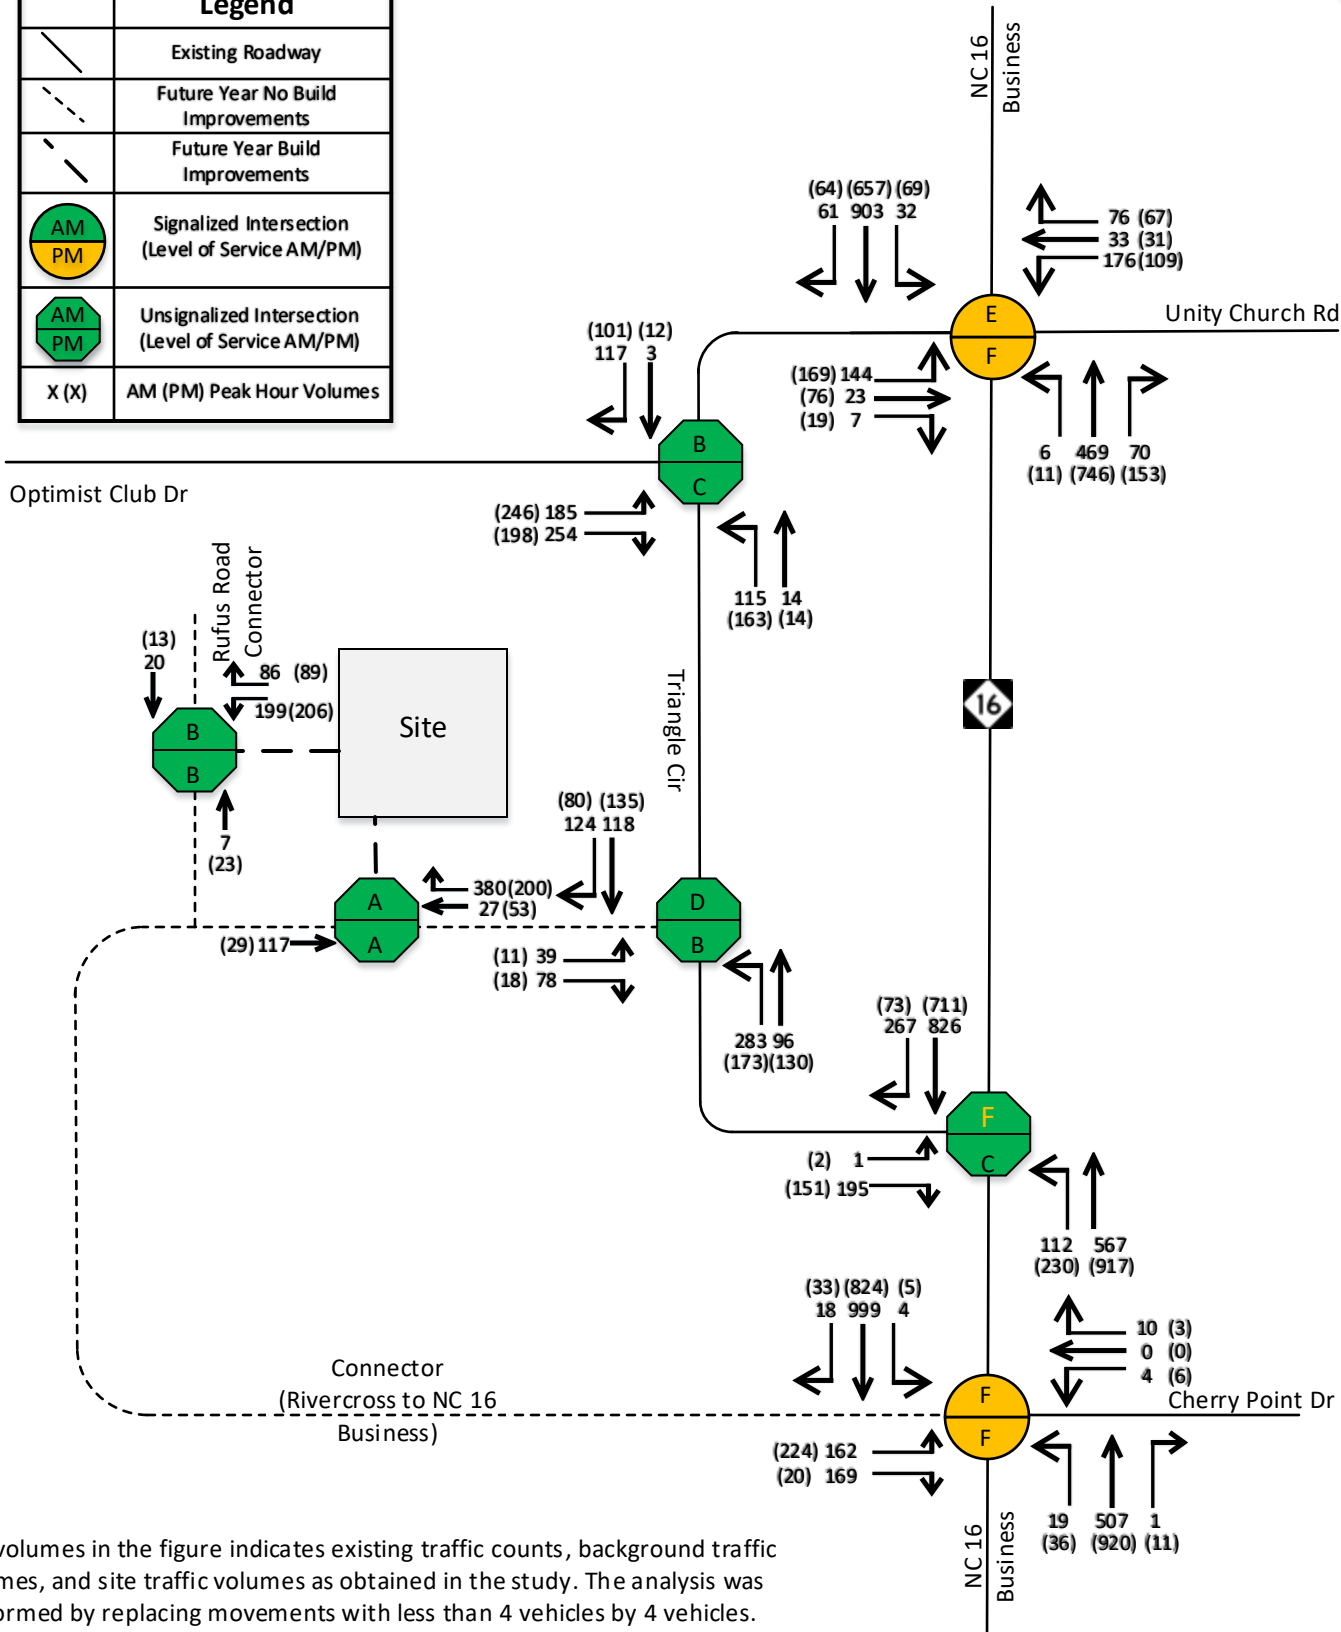 Legend
Existing Roadway
Future Year No Build
Improvements
Future Year Build
Improvements
AM
PM
Signalized Intersection
(Level of Service AM/PM)
AM
PM
Unsignalized Intersection
(Level of Service AM/PM)
X (X)
AM (PM) Peak Hour Volumes
NC 16
Business
(64) (657) (69)
61 903 32
76 (67)
33 (31)
176 (109)
E
F
Unity Church Rd
(169) 144
(76) 23
(19) 7
6 469 70
(11) (746) (153)
(101) (12)
117 3
B
C
Optimist Club Dr
(246) 185
(198) 254
115 14
(163) (14)
Rufus Road
Connector
(13)
20
86 (89)
199 (206)
B
B
Site
7
(23)
Triangle Cir
16
(80) (135)
124 118
380 (200)
27 (53)
A
A
(29) 117
D
B
(11) 39
(18) 78
283 96
(173) (130)
(73) (711)
267 826
F
C
(2) 1
(151) 195
112 567
(230) (917)
(33) (824) (5)
18 999 4
10 (3)
0 (0)
4 (6)
Connector
(Rivercross to NC 16
Business)
F
F
Cherry Point Dr
(224) 162
(20) 169
19 507 1
(36) (920) (11)
NC 16
Business
volumes in the figure indicates existing traffic counts, background traffic
mes, and site traffic volumes as obtained in the study. The analysis was
ormed by replacing movements with less than 4 vehicles by 4 vehicles.